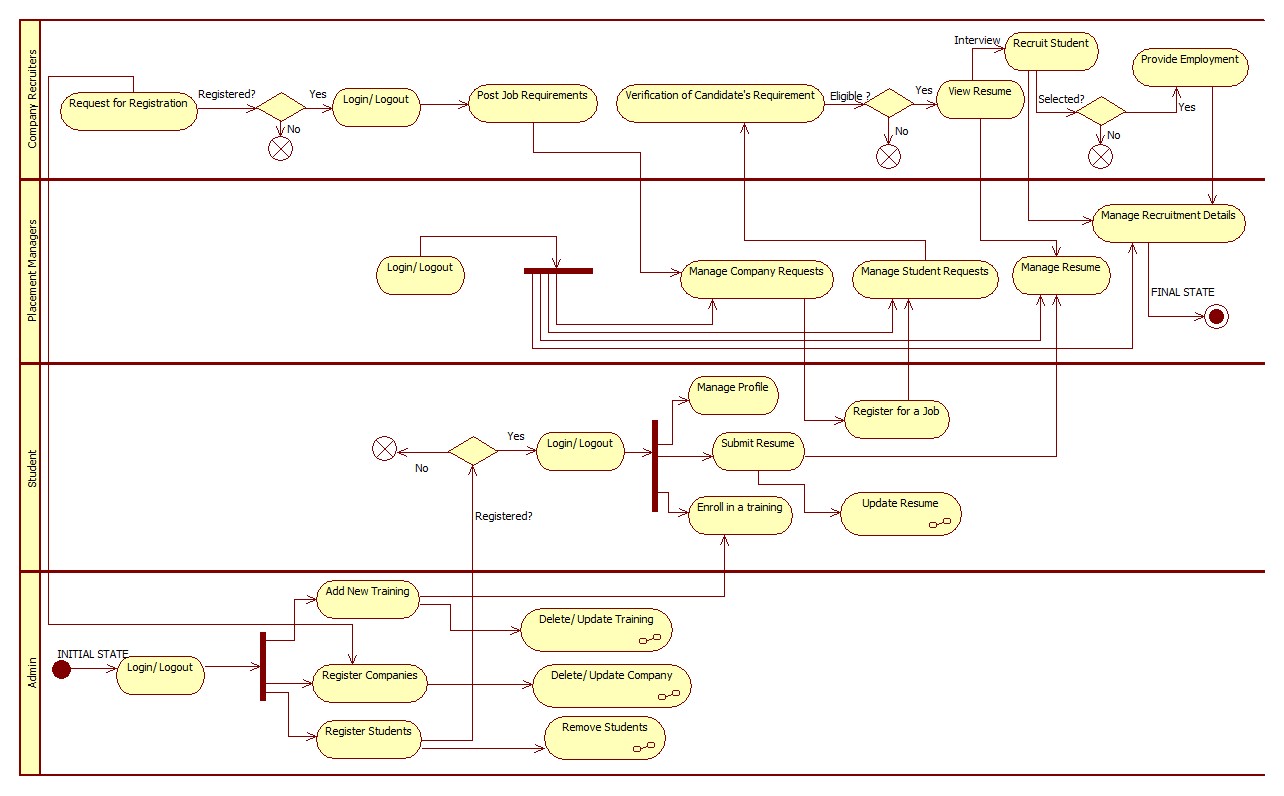 Company Recruiters
Interview
Recruit Student
Provide Employment
Request for Registration
Registered?
Yes
No
Login/Logout
Post Job Requirements
Verification of Candidate's Requirement
Eligible ?
Yes
No
View Resume
Selected?
Yes
No
Placement Managers
Login/Logout
Manage Company Requests
Manage Student Requests
Manage Resume
Manage Recruitment Details
FINAL STATE
Student
No
Yes
Registered?
Login/Logout
Manage Profile
Submit Resume
Enroll in a training
Register for a Job
Update Resume
Admin
INITIAL STATE
Login/Logout
Add New Training
Register Companies
Register Students
Delete/Update Training
Delete/Update Company
Remove Students